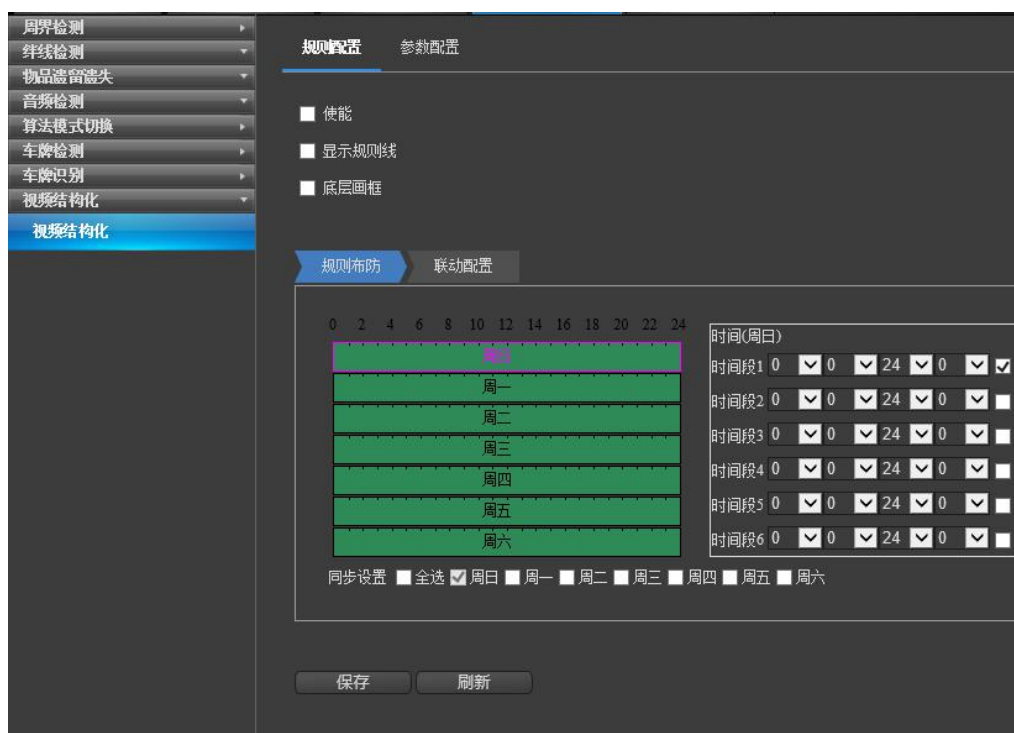 周界检测
绊线检测
物品遗留遗失
音频检测
算法模式切换
车牌检测
车牌识别
视频结构化
视频结构化
规则配置 参数配置
使能
显示规则线
底层画框
规则布防 联动配置
0 2 4 6 8 10 12 14 16 18 20 22 24
周日
周一
周二
周三
周四
周五
周六
时间(周日)
时间段1 0 0 24 0
时间段2 0 0 24 0
时间段3 0 0 24 0
时间段4 0 0 24 0
时间段5 0 0 24 0
时间段6 0 0 24 0
同步设置 全选 周日 周一 周二 周三 周四 周五 周六
保存 刷新